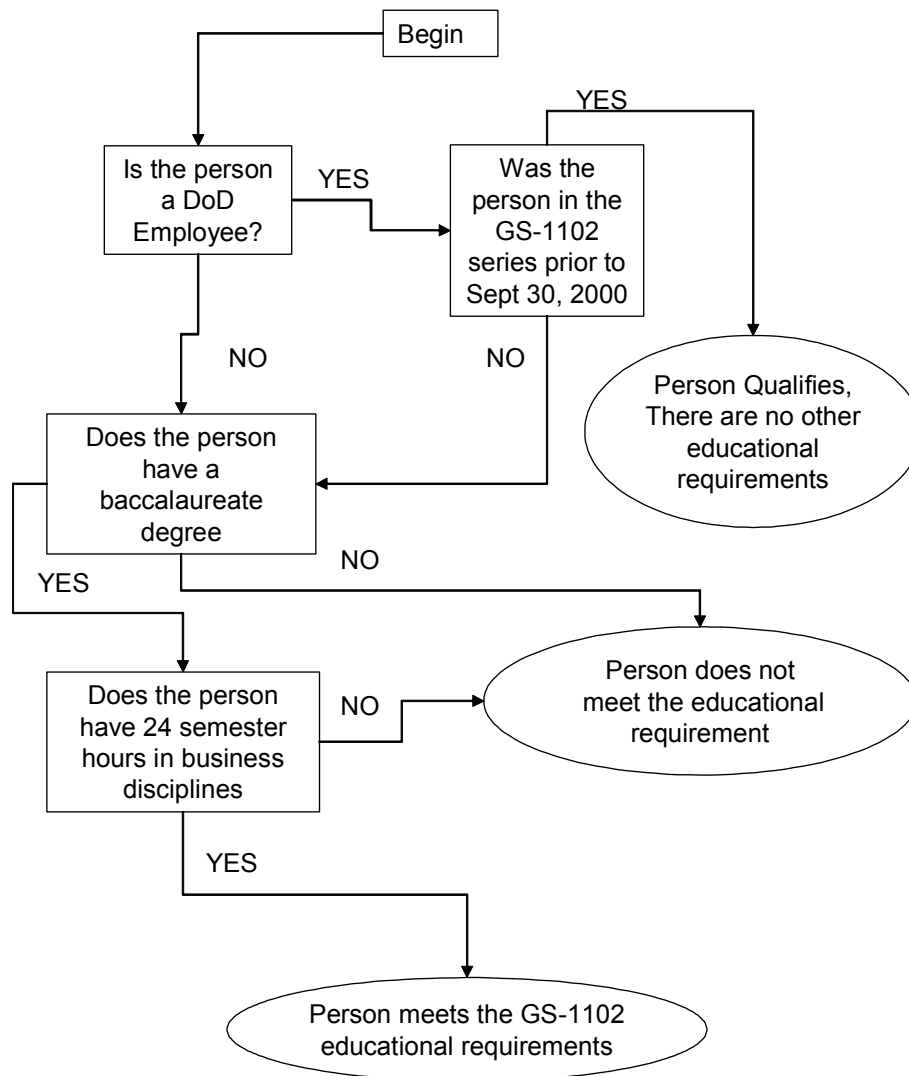 Begin
YES
Is the person
a DoD
Employee?
YES
Was the
person in the
GS-1102
series prior to
Sept 30, 2000
NO
NO
Person Qualifies,
There are no other
educational
requirements
Does the person
have a
baccalaureate
degree
NO
YES
Person does not
meet the educational
requirement
Does the person
have 24 semester
hours in business
disciplines
NO
YES
Person meets the GS-1102
educational requirements